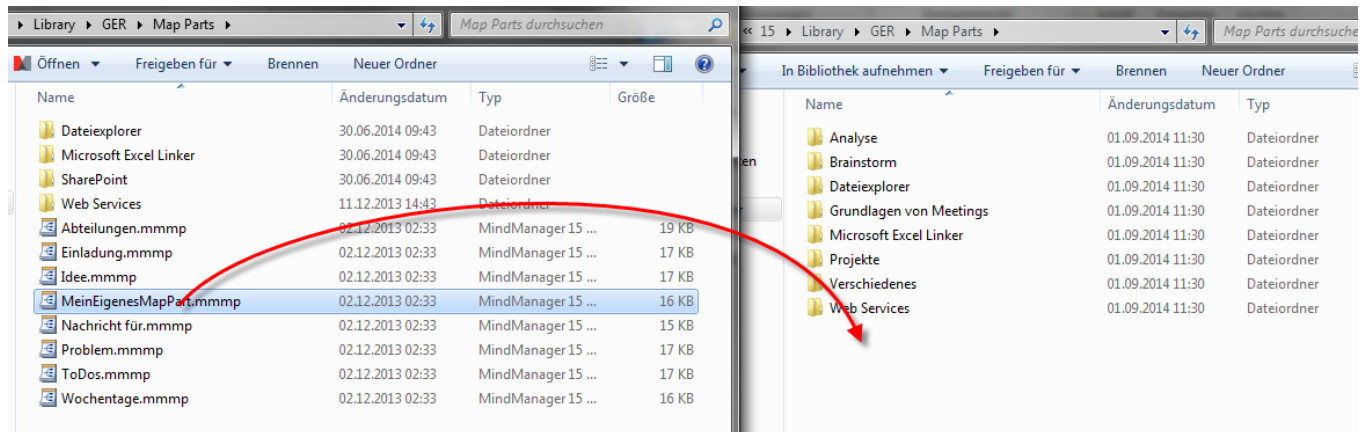 Library ▸ GER ▸ Map Parts ▸
Map Parts durchsuchen
Öffnen
Freigeben für
Brennen
Neuer Ordner
Name
Änderungsdatum
Typ
Größe
Dateiexplorer 30.06.2014 09:43 Dateiordner
Microsoft Excel Linker 30.06.2014 09:43 Dateiordner
SharePoint 30.06.2014 09:43 Dateiordner
Web Services 11.12.2013 14:43 Dateiordner
Abteilungen.mmmp 02.12.2013 02:33 MindManager 15 ... 19 KB
Einladung.mmmp 02.12.2013 02:33 MindManager 15 ... 17 KB
Idee.mmmp 02.12.2013 02:33 MindManager 15 ... 17 KB
MeinEigenesMapPart.mmmp 02.12.2013 02:33 MindManager 15 ... 16 KB
Nachricht für.mmmp 02.12.2013 02:33 MindManager 15 ... 15 KB
Problem.mmmp 02.12.2013 02:33 MindManager 15 ... 17 KB
ToDos.mmmp 02.12.2013 02:33 MindManager 15 ... 17 KB
Wochentage.mmmp 02.12.2013 02:33 MindManager 15 ... 16 KB
« 15 ▸ Library ▸ GER ▸ Map Parts ▸
Map Parts durchsuche
In Bibliothek aufnehmen
Freigeben für
Brennen
Neuer Ordner
en
Name
Änderungsdatum
Typ
Analyse 01.09.2014 11:30 Dateiordner
Brainstorm 01.09.2014 11:30 Dateiordner
Dateiexplorer 01.09.2014 11:30 Dateiordner
Grundlagen von Meetings 01.09.2014 11:30 Dateiordner
Microsoft Excel Linker 01.09.2014 11:30 Dateiordner
Projekte 01.09.2014 11:30 Dateiordner
Verschiedenes 01.09.2014 11:30 Dateiordner
Web Services 01.09.2014 11:30 Dateiordner